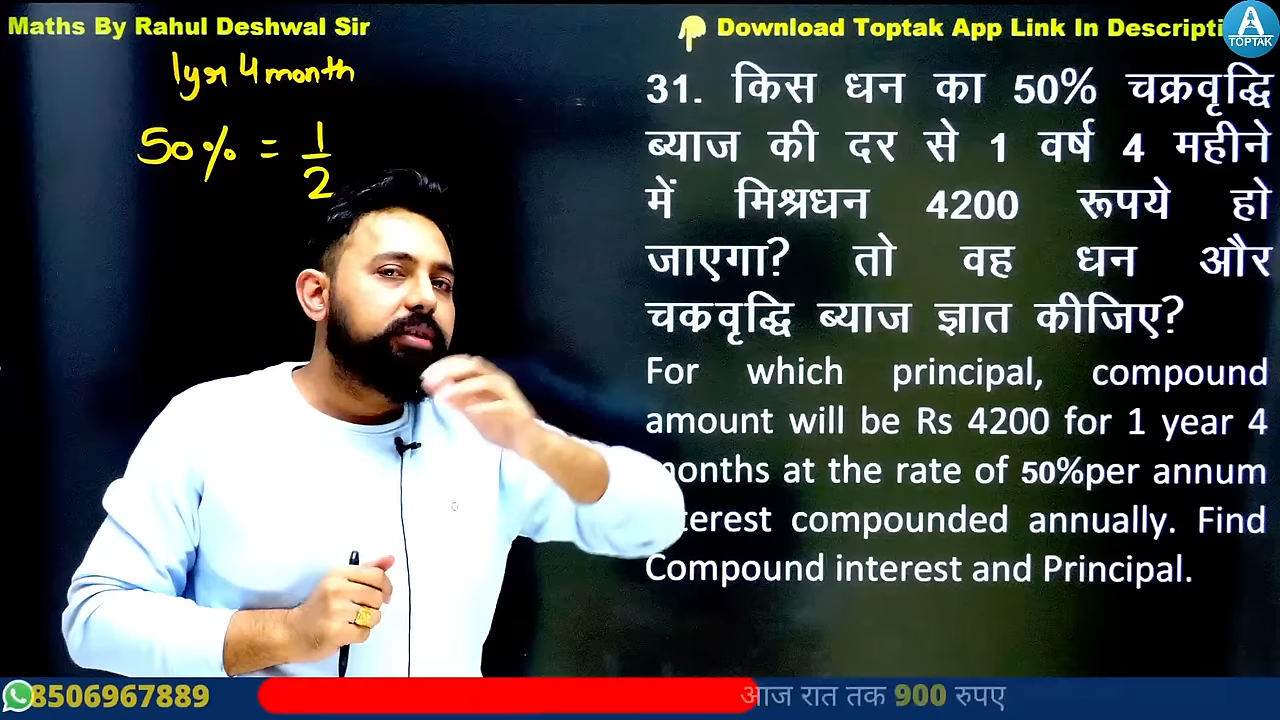 Maths By Rahul Deshwal Sir
Download Toptak App Link In Descripti
A
TOPTAK
1yr 4 month
50% = 1/2
31. किस धन का 50% चक्रवृद्धि
ब्याज की दर से 1 वर्ष 4 महीने
में मिश्रधन 4200 रूपये हो
जाएगा? तो वह धन और
चक्रवृद्धि ब्याज ज्ञात कीजिए?
For which principal, compound
amount will be Rs 4200 for 1 year 4
months at the rate of 50%per annum
terest compounded annually. Find
Compound interest and Principal.
8506967889
आज रात तक 900 रुपए